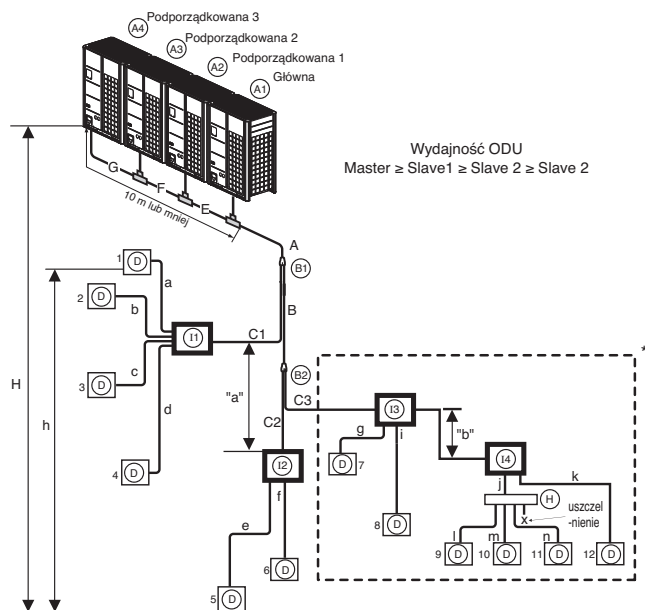 A4 Podporządkowana 3
A3 Podporządkowana 2
A2 Podporządkowana 1
A1 Główna
Wydajność ODU
Master ≥ Slave1 ≥ Slave 2 ≥ Slave 2
G
F
E
10 m lub mniej
A
B1
1 D
a
2 D
b
B
I1
C1
*
H
h
3 D
c
d
"a"
B2
C3
C2
I3
"b"
g
i
D 7
I4
4 D
I2
j
k
H
f
x
uszczel
-nienie
e
8 D
l
m
n
9 D
10 D
11 D
12 D
5 D
6 D